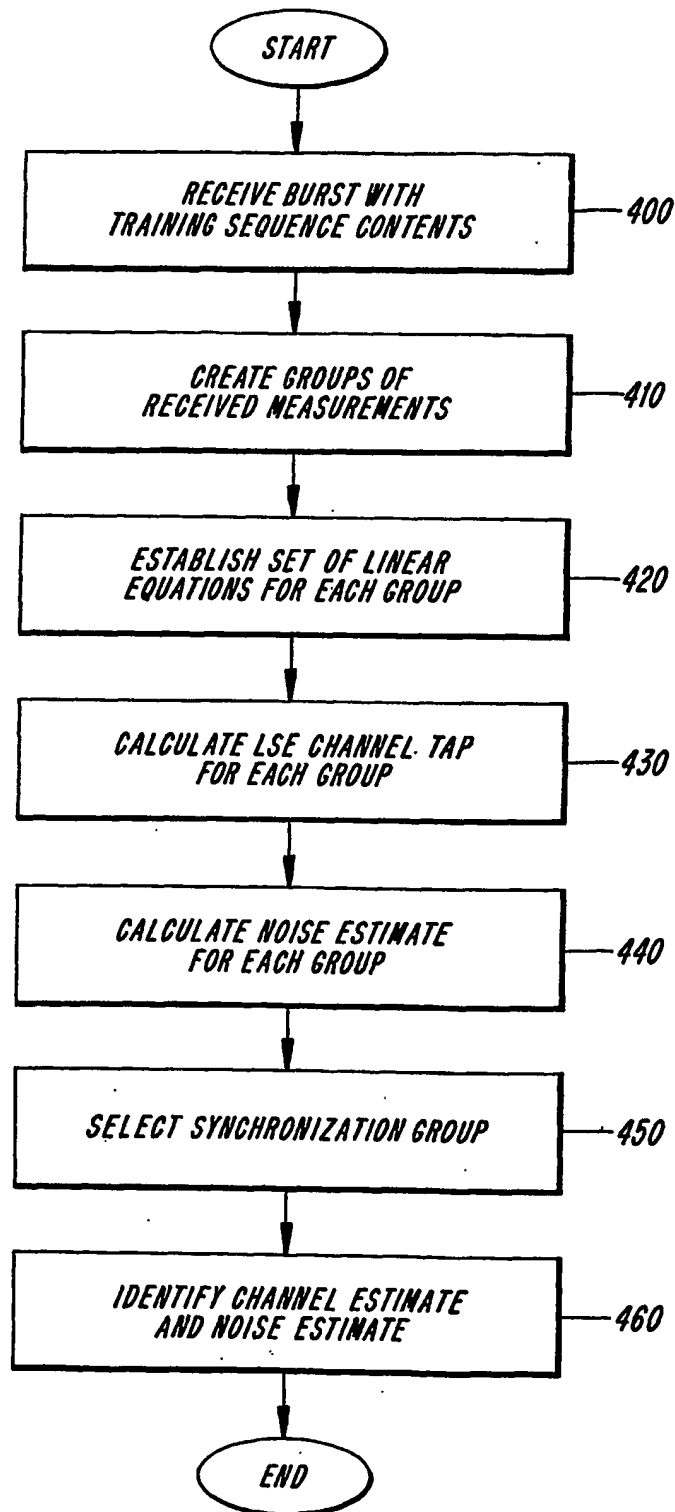 START
RECEIVE BURST WITH
TRAINING SEQUENCE CONTENTS
400
CREATE GROUPS OF
RECEIVED MEASUREMENTS
410
ESTABLISH SET OF LINEAR
EQUATIONS FOR EACH GROUP
420
CALCULATE LSE CHANNEL TAP
FOR EACH GROUP
430
CALCULATE NOISE ESTIMATE
FOR EACH GROUP
440
SELECT SYNCHRONIZATION GROUP
450
IDENTIFY CHANNEL ESTIMATE
AND NOISE ESTIMATE
460
END